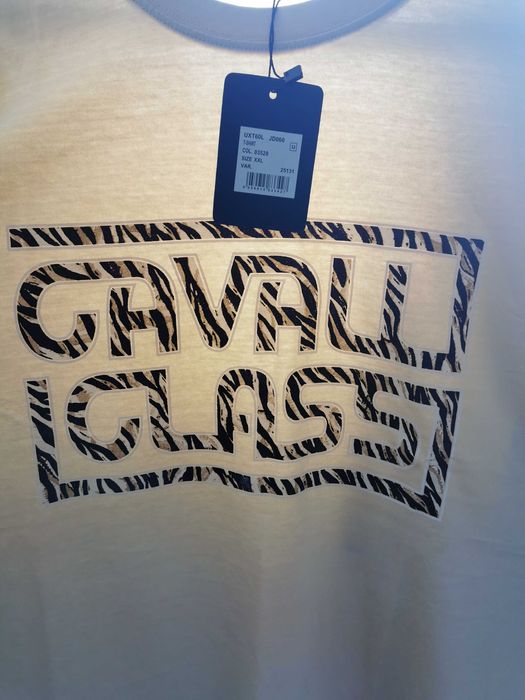 UXT60L JD060
T-SHIRT
U
COL. 03528
SIZE XXL
VAR.
25131
CAVALLI
CLASS